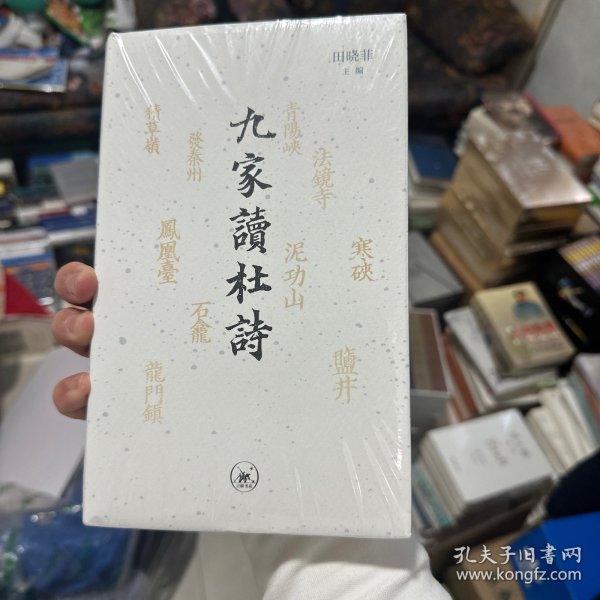 田晓菲
主编
九家讀杜詩
青陽峽
積草嶺
發秦州
法鏡寺
鳳凰臺
泥功山
寒硤
石龕
龍門鎮
鹽井
孔夫子旧书网
www.kongfz.com